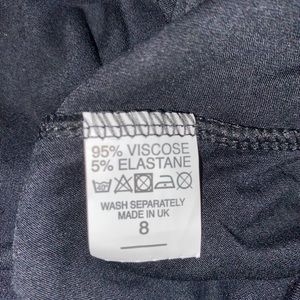 95% VISCOSE
5% ELASTANE
WASH SEPARATELY
MADE IN UK
8